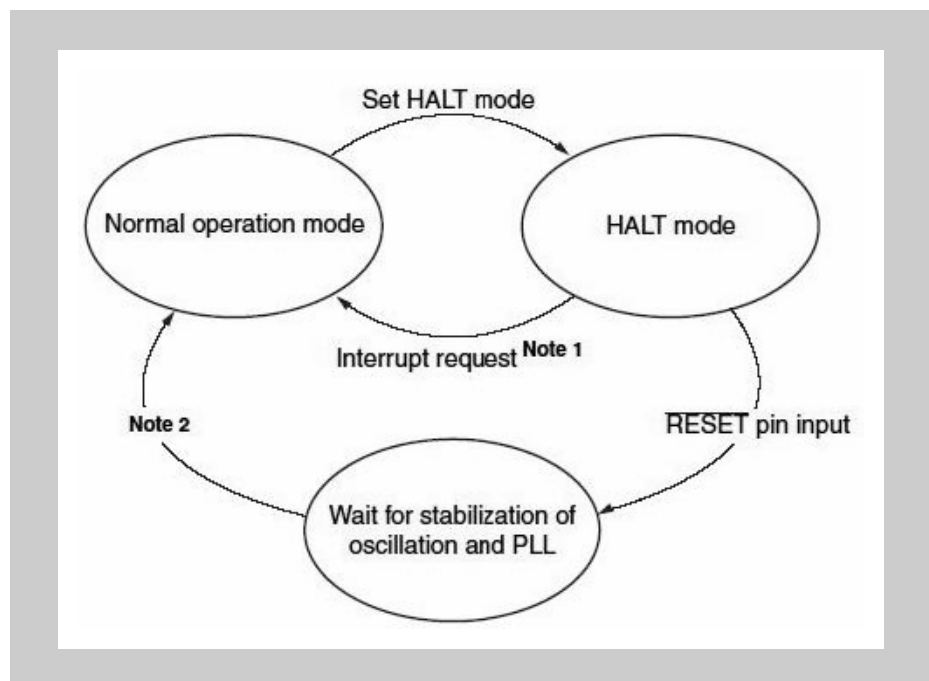 Set HALT mode
Normal operation mode
HALT mode
Interrupt request Note 1
Note 2
RESET pin input
Wait for stabilization of
oscillation and PLL